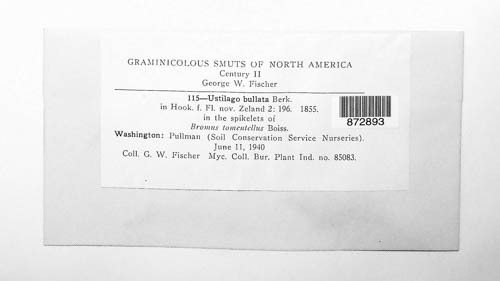 GRAMINICOLOUS SMUTS OF NORTH AMERICA
Century II
George W. Fischer
115—Ustilago bullata Berk.
in Hook. f. Fl. nov. Zeland 2: 196. 1855.
in the spikelets of
Bromus tomentellus Boiss.
Washington: Pullman (Soil Conservation Service Nurseries).
June 11, 1940
Coll. G. W. Fischer Myc. Coll. Bur. Plant Ind. no. 85083.
872893